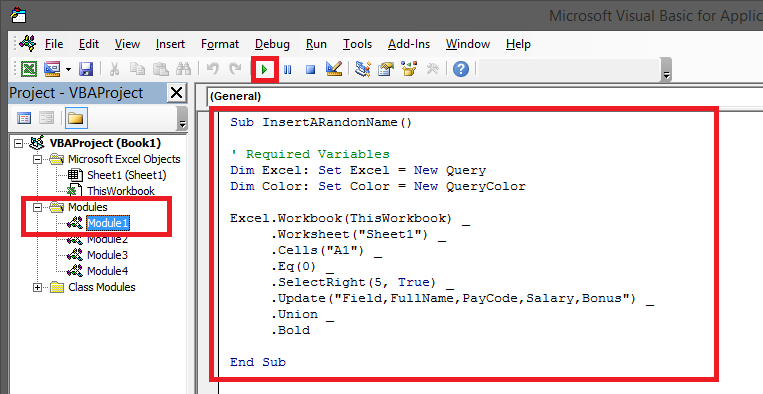 Microsoft Visual Basic for Applic
File Edit View Insert Format Debug Run Tools Add-Ins Window Help
Project - VBAProject
(General)
VBAProject (Book1)
Microsoft Excel Objects
Sheet1 (Sheet1)
ThisWorkbook
Modules
Module1
Module2
Module3
Module4
Class Modules
Sub InsertARandonName()
' Required Variables
Dim Excel: Set Excel = New Query
Dim Color: Set Color = New QueryColor
Excel.Workbook(ThisWorkbook) _
.Worksheet("Sheet1") _
.Cells("A1") _
.Eq(0) _
.SelectRight(5, True) _
.Update("Field,FullName,PayCode,Salary,Bonus") _
.Union _
.Bold
End Sub